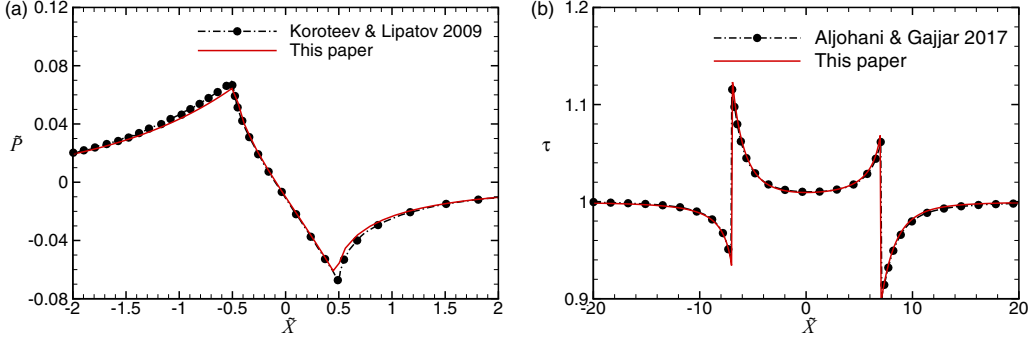 (a)
0.12
0.08
0.04
0
-0.04
-0.08
P̃
Koroteev & Lipatov 2009
This paper
-2 -1.5 -1 -0.5 0 0.5 1 1.5 2
X̃
(b)
1.2
1.1
1
0.9
τ
Aljohani & Gajjar 2017
This paper
-20 -10 0 10 20
X̃